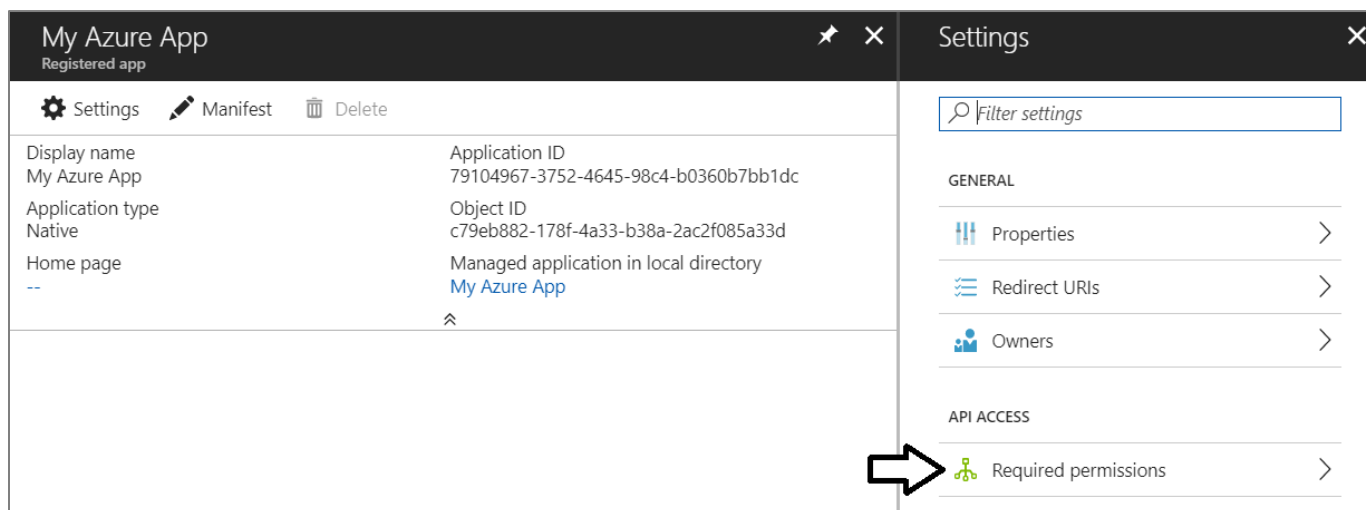 My Azure App
Registered app
Settings Manifest Delete
Display name
My Azure App
Application type
Native
Home page
--
Application ID
79104967-3752-4645-98c4-b0360b7bb1dc
Object ID
c79eb882-178f-4a33-b38a-2ac2f085a33d
Managed application in local directory
My Azure App
Settings
Filter settings
GENERAL
Properties
Redirect URIs
Owners
API ACCESS
Required permissions